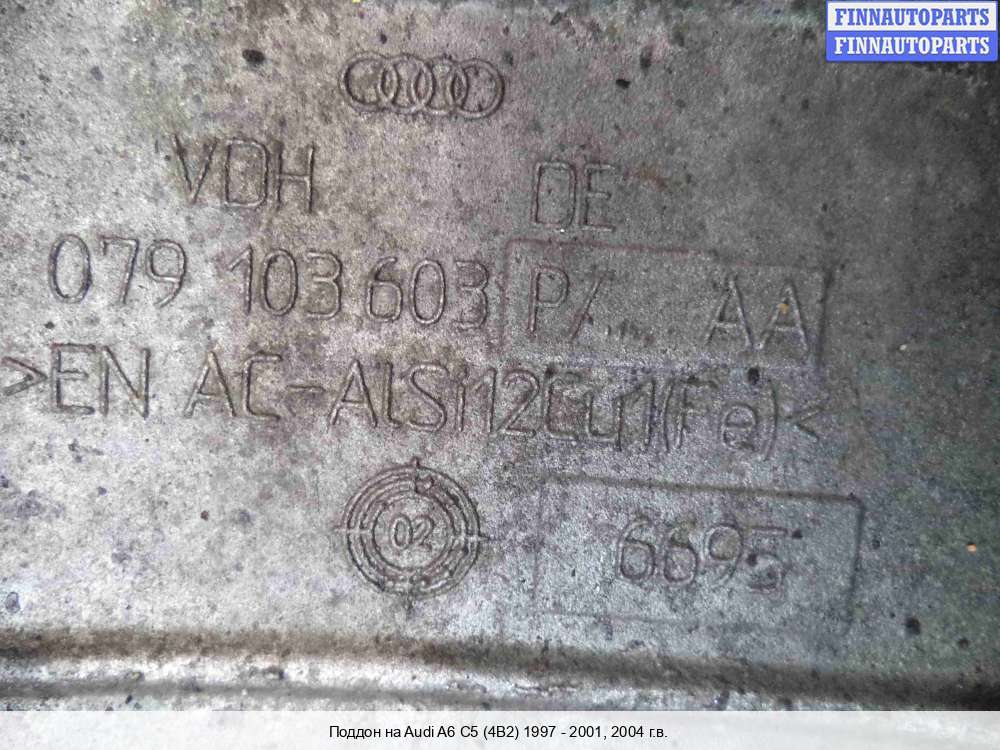 FINNAUTOPARTS
FINNAUTOPARTS
VDH DE
079 103 603 P/ AA
>EN AC-AlSi12Cu1(Fe)<
02
6695
Поддон на Audi A6 C5 (4B2) 1997 - 2001, 2004 г.в.